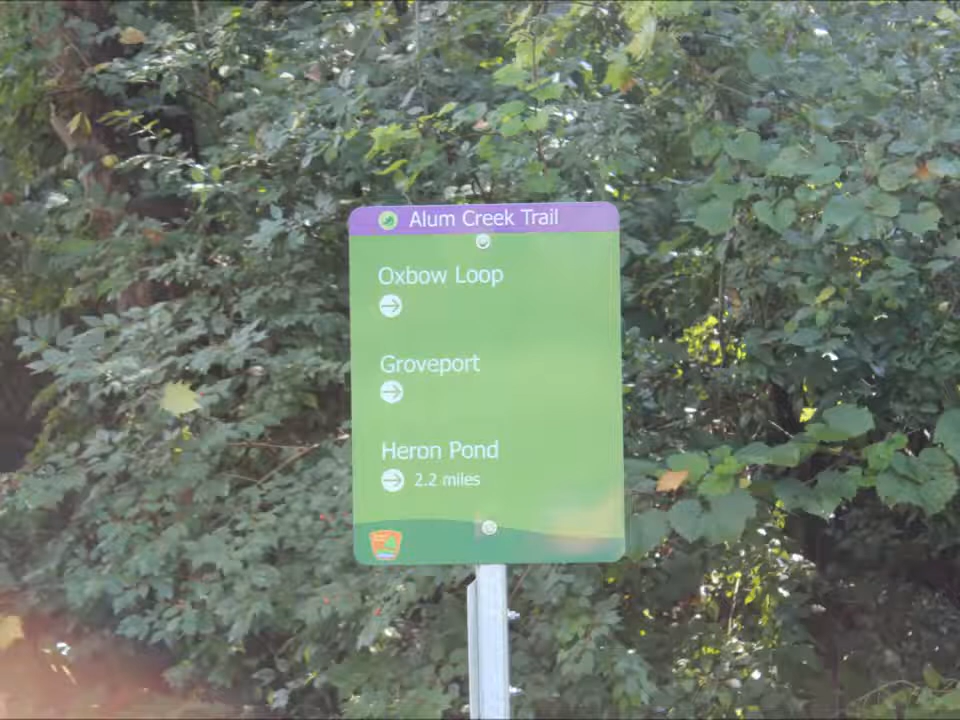 Alum Creek Trail
Oxbow Loop
Groveport
Heron Pond
2.2 miles